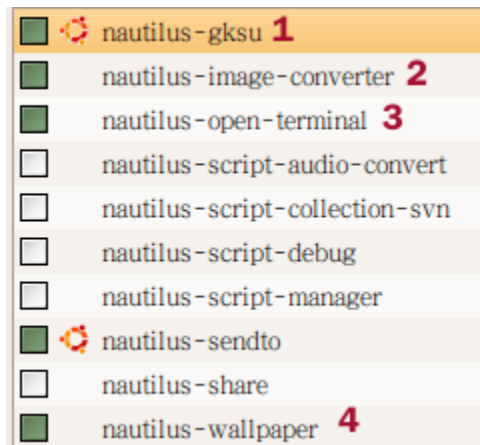 nautilus-gksu 1
nautilus-image-converter 2
nautilus-open-terminal 3
nautilus-script-audio-convert
nautilus-script-collection-svn
nautilus-script-debug
nautilus-script-manager
nautilus-sendto
nautilus-share
nautilus-wallpaper 4